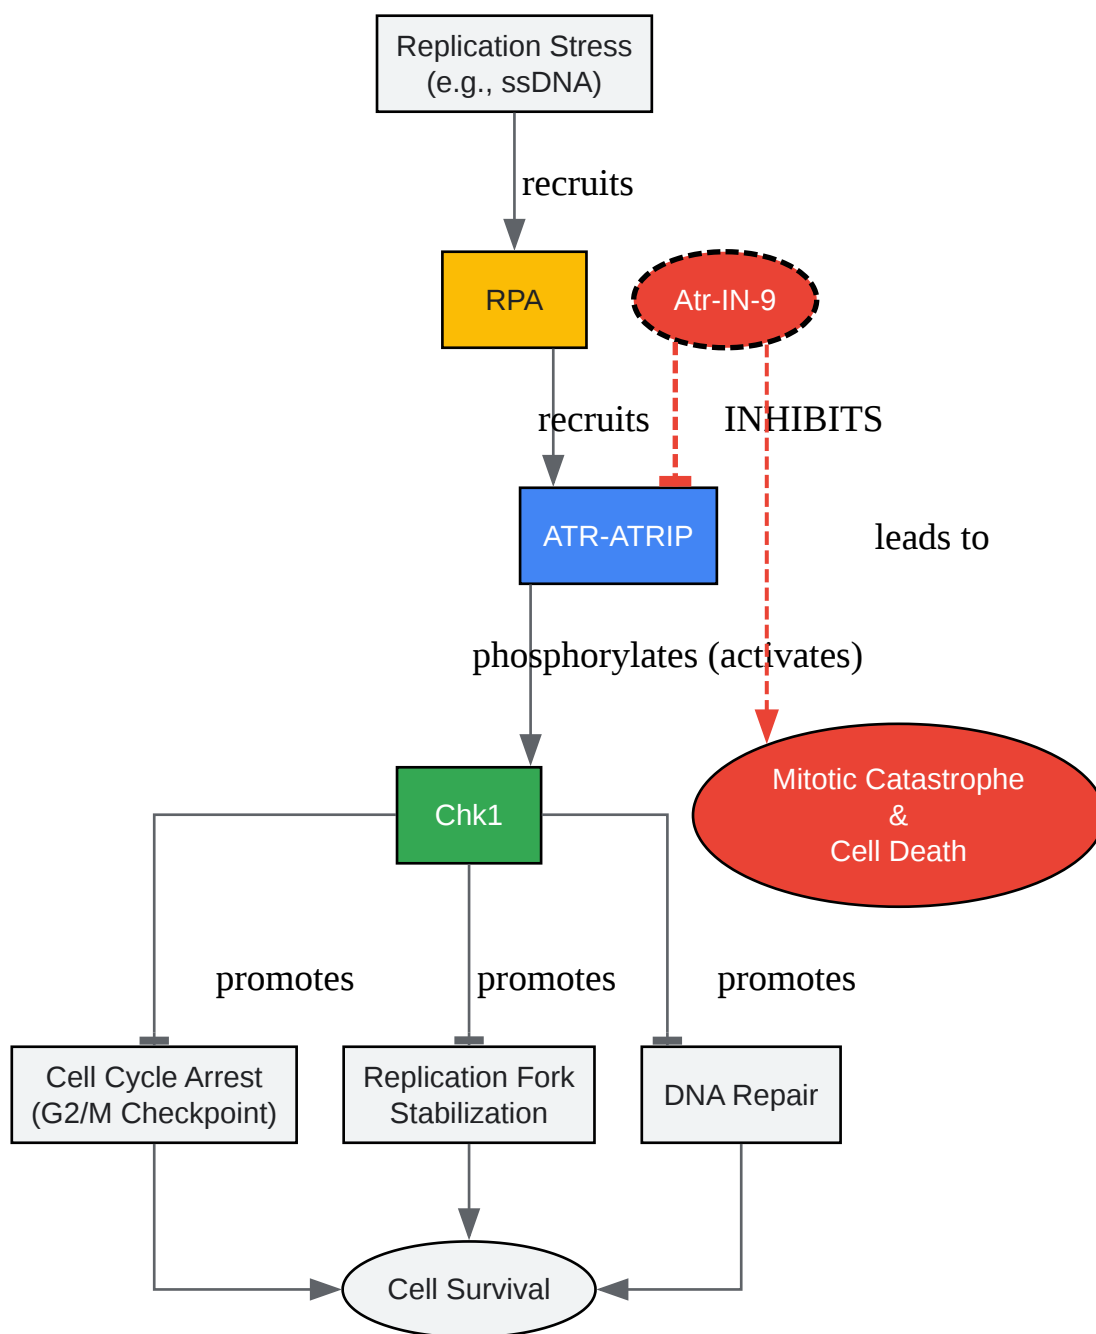 Replication Stress
(e.g., ssDNA)
recruits
RPA
Atr-IN-9
recruits
INHIBITS
ATR-ATRIP
leads to
phosphorylates (activates)
Mitotic Catastrophe
&
Cell Death
Chk1
promotes
promotes
promotes
Cell Cycle Arrest
(G2/M Checkpoint)
Replication Fork
Stabilization
DNA Repair
Cell Survival